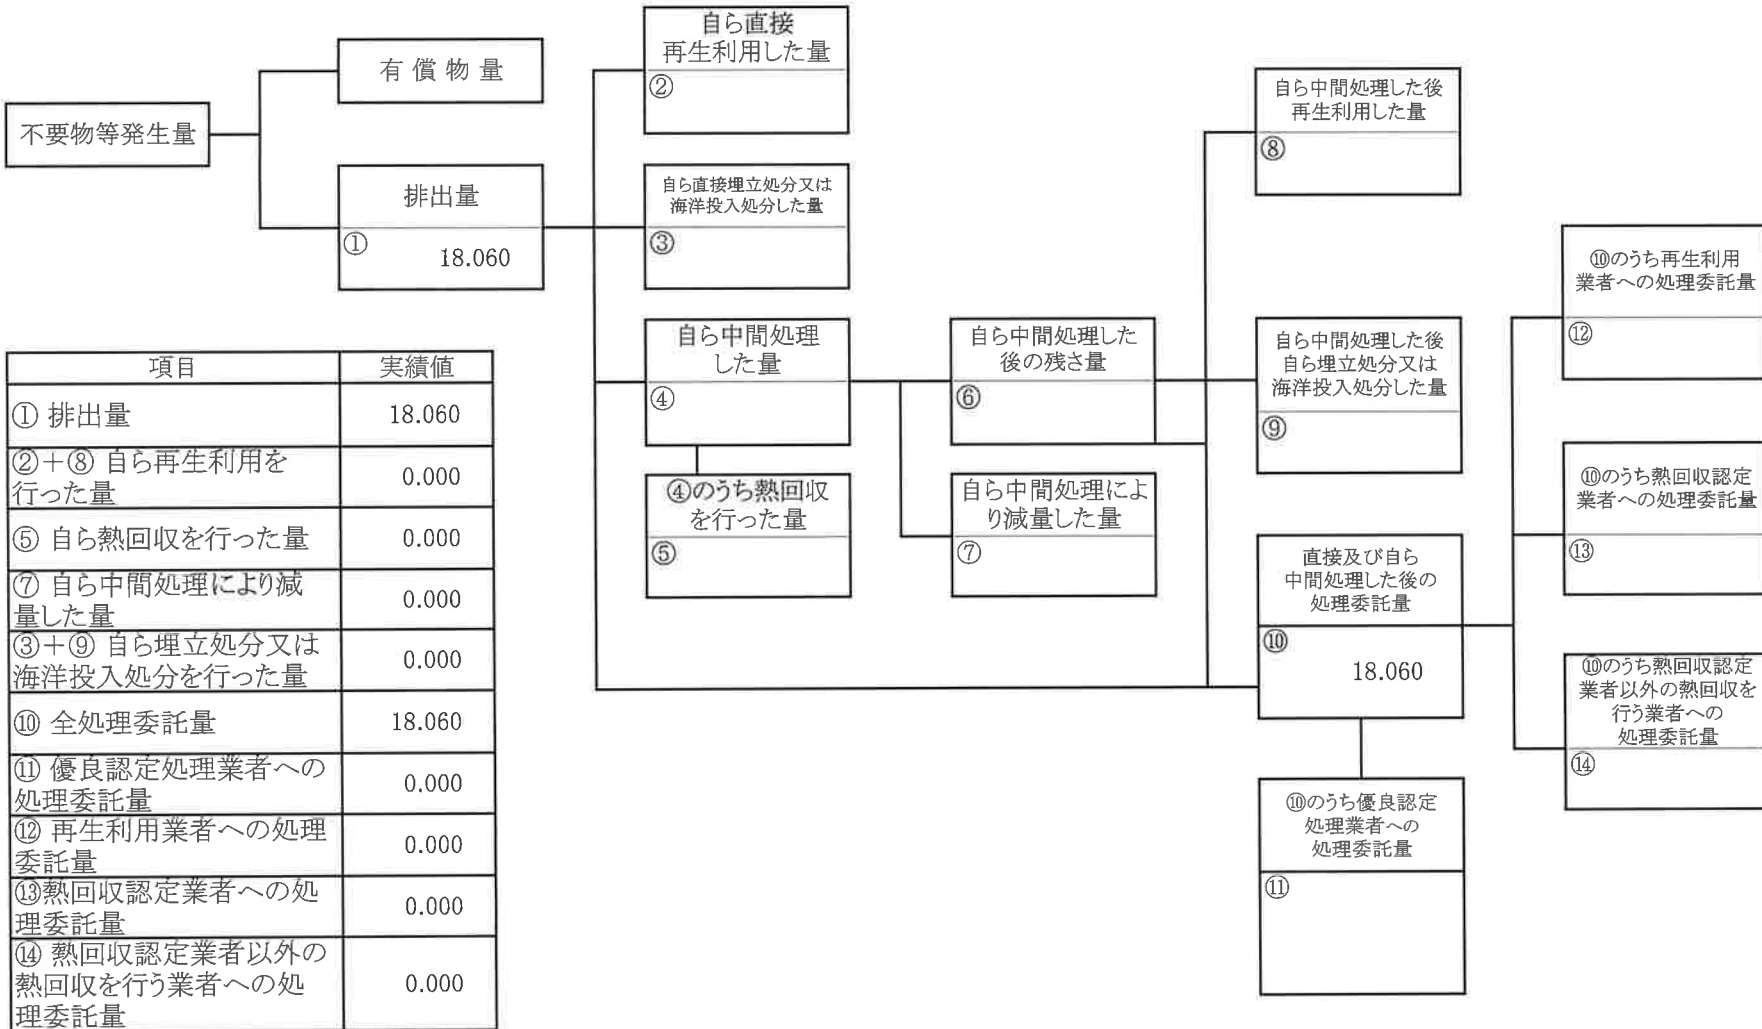 不要物等発生量
有償物量
排出量
①
18.060
自ら直接
再生利用した量
②
自ら直接埋立処分又は
海洋投入処分した量
③
自ら中間処理
した量
④
④のうち熱回収
を行った量
⑤
自ら中間処理した
後の残さ量
⑥
自ら中間処理によ
り減量した量
⑦
自ら中間処理した後
再生利用した量
⑧
自ら中間処理した後
自ら埋立処分又は
海洋投入処分した量
⑨
直接及び自ら
中間処理した後の
処理委託量
⑩
18.060
⑩のうち優良認定
処理業者への
処理委託量
⑪
⑩のうち再生利用
業者への処理委託量
⑫
⑩のうち熱回収認定
業者への処理委託量
⑬
⑩のうち熱回収認定
業者以外の熱回収を
行う業者への
処理委託量
⑭
項目 実績値
① 排出量 18.060
②+⑧ 自ら再生利用を
行った量 0.000
⑤ 自ら熱回収を行った量 0.000
⑦ 自ら中間処理により減
量した量 0.000
③+⑨ 自ら埋立処分又は
海洋投入処分を行った量 0.000
⑩ 全処理委託量 18.060
⑪ 優良認定処理業者への
処理委託量 0.000
⑫ 再生利用業者への処理
委託量 0.000
⑬熱回収認定業者への処
理委託量 0.000
⑭ 熱回収認定業者以外の
熱回収を行う業者への処
理委託量 0.000